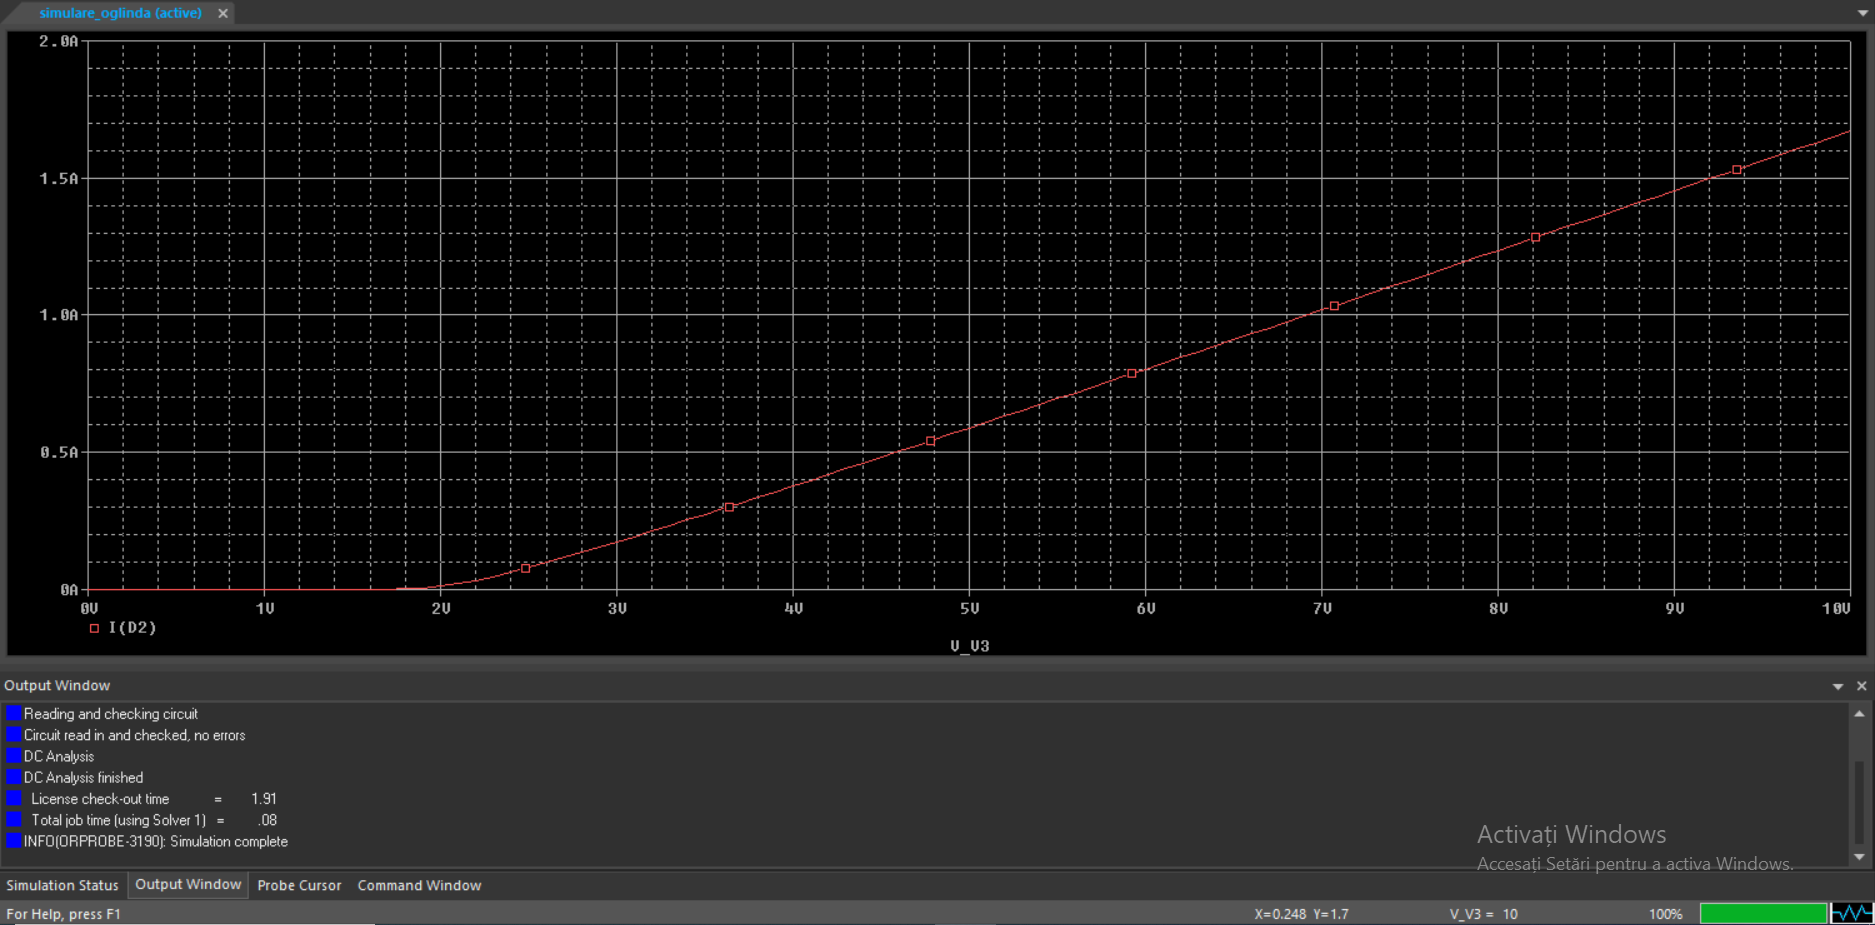 simulare_oglinda (active)
2.0A
1.5A
1.0A
0.5A
0A
0V 1V 2V 3V 4V 5V 6V 7V 8V 9V 10V
I(D2)
V_V3
Output Window
Reading and checking circuit
Circuit read in and checked, no errors
DC Analysis
DC Analysis finished
License check-out time = 1.91
Total job time (using Solver 1) = .08
INFO(ORPROBE-3190): Simulation complete
Activați Windows
Accesați Setări pentru a activa Windows.
Simulation Status Output Window Probe Cursor Command Window
For Help, press F1 X=0.248 Y=1.7 V_V3 = 10 100%